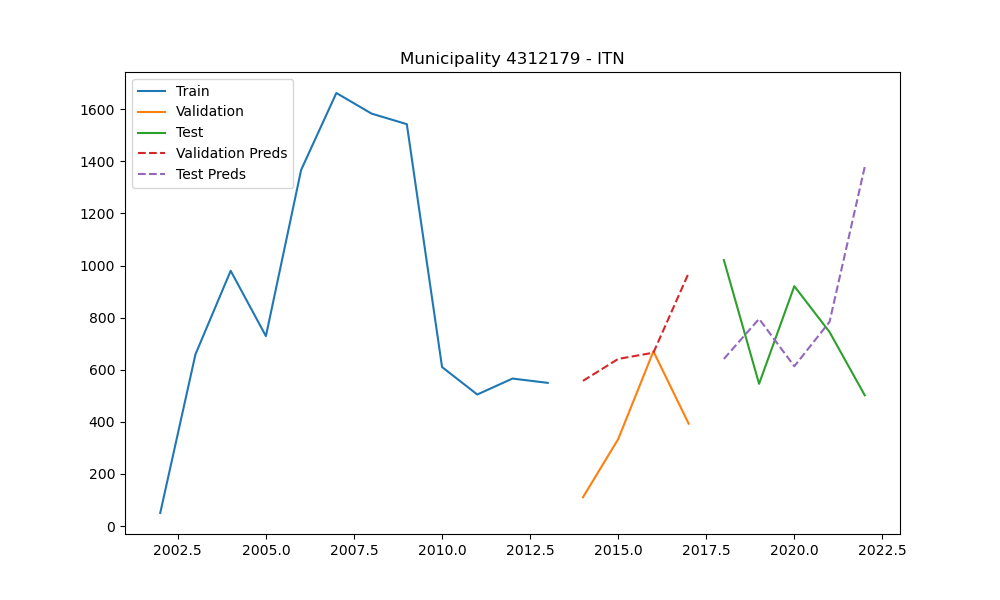 Municipality 4312179 - ITN
Train
Validation
Test
Validation Preds
Test Preds
1600
1400
1200
1000
800
600
400
200
0
2002.5 2005.0 2007.5 2010.0 2012.5 2015.0 2017.5 2020.0 2022.5